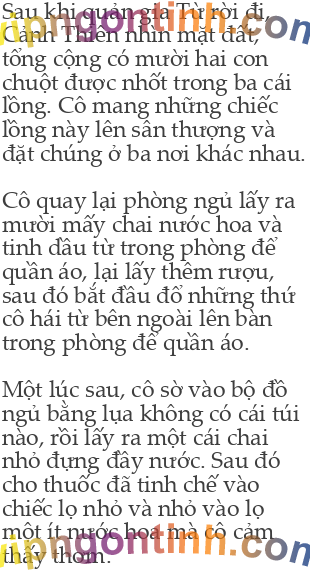 Sau khi quản gia Từ rời đi,
Cảnh Thiên nhìn mặt đất,
tổng cộng có mười hai con
chuột được nhốt trong ba cái
lồng. Cô mang những chiếc
lồng này lên sân thượng và
đặt chúng ở ba nơi khác nhau.

Cô quay lại phòng ngủ lấy ra
mười mấy chai nước hoa và
tinh dầu từ trong phòng để
quần áo, lại lấy thêm rượu,
sau đó bắt đầu đổ những thứ
cô hái từ bên ngoài lên bàn
trong phòng để quần áo.

Một lúc sau, cô sờ vào bộ đồ
ngủ bằng lụa không có cái túi
nào, rồi lấy ra một cái chai
nhỏ đựng đầy nước. Sau đó
cho thuốc đã tinh chế vào
chiếc lọ nhỏ và nhỏ vào lọ
một ít nước hoa mà cô cảm
thấy thơm.